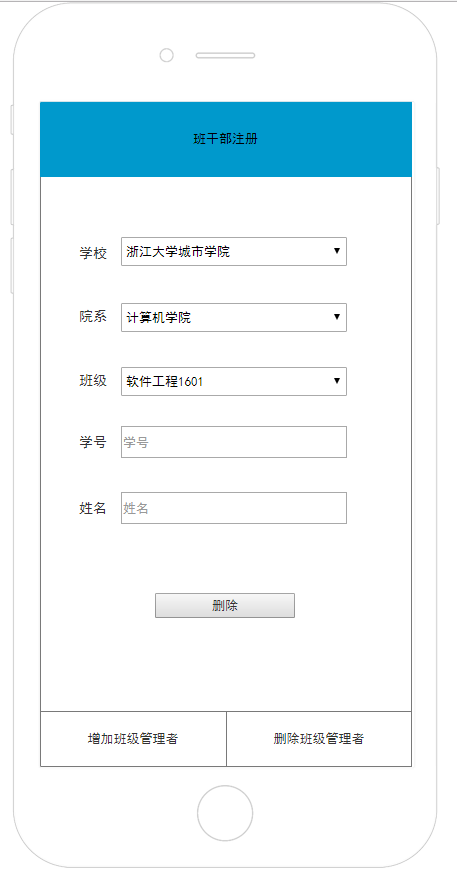 班干部注册
学校 浙江大学城市学院
院系 计算机学院
班级 软件工程1601
学号 学号
姓名 姓名
删除
增加班级管理者 删除班级管理者